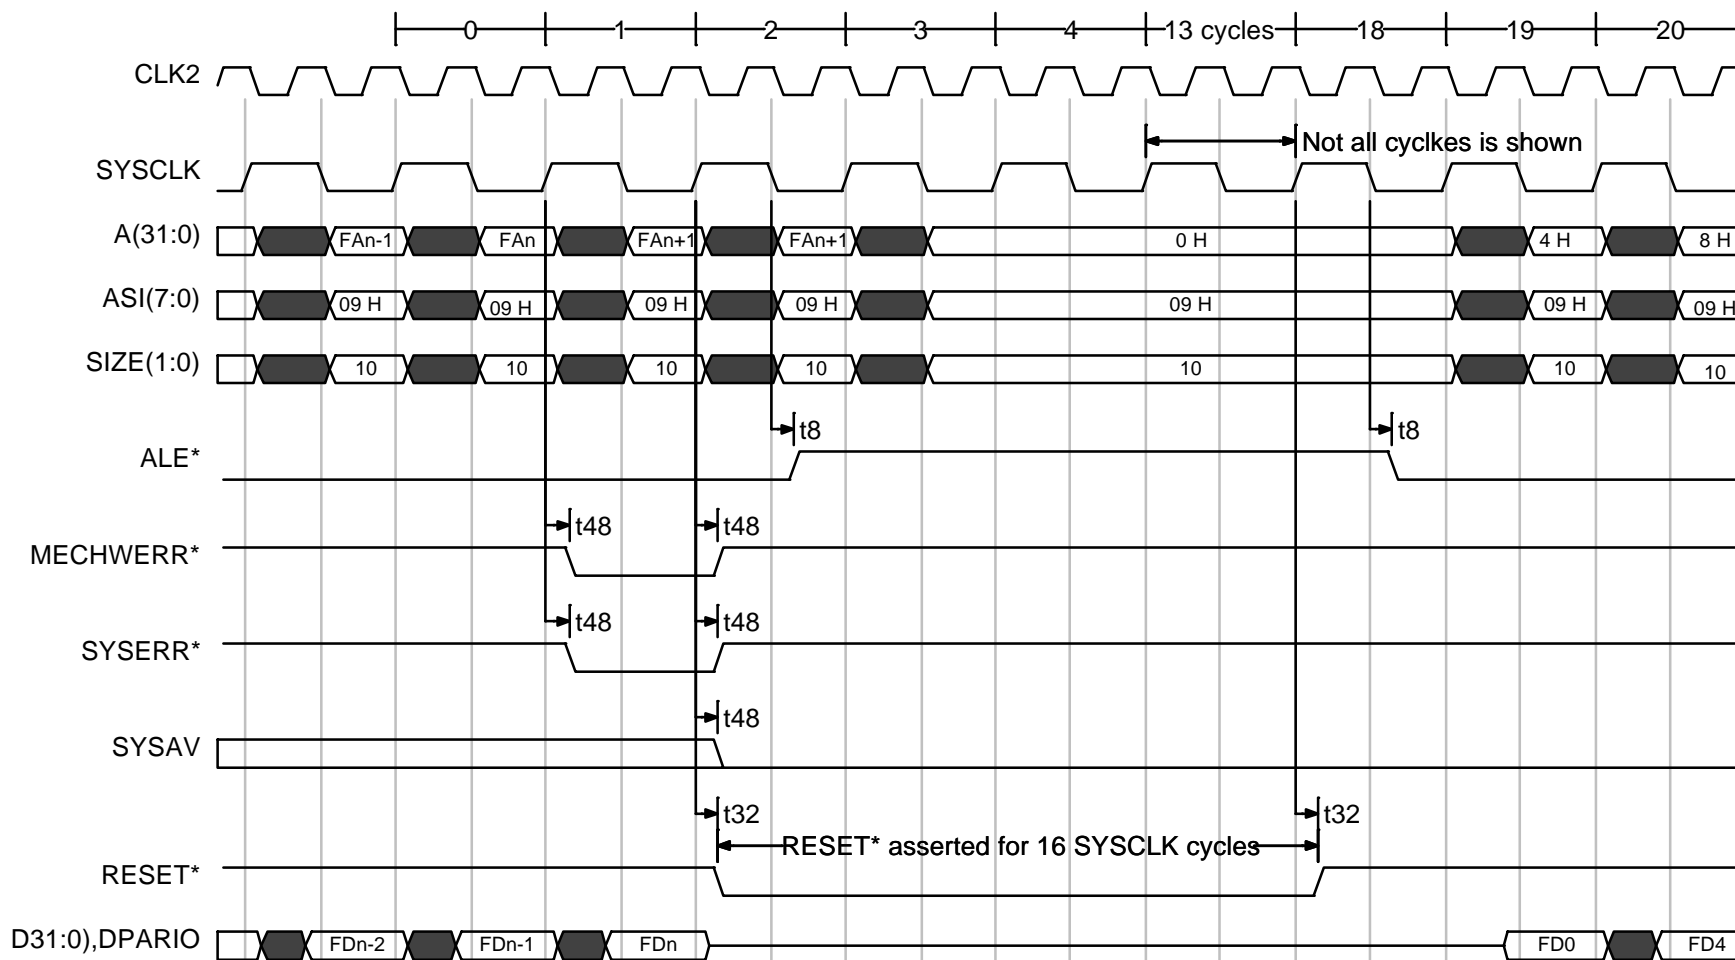 0 1 2 3 4 13 cycles 18 19 20
CLK2
Not all cyclkes is shown
SYSCLK
A(31:0) FAn-1 FAn FAn+1 FAn+1 0 H 4 H 8 H
ASI(7:0) 09 H 09 H 09 H 09 H 09 H 09 H 09 H
SIZE(1:0) 10 10 10 10 10 10 10
t8 t8
ALE*
t48 t48
MECHWERR*
t48 t48
SYSERR*
t48
SYSAV
t32 t32
RESET* asserted for 16 SYSCLK cycles
RESET*
D31:0),DPARIO FDn-2 FDn-1 FDn FD0 FD4